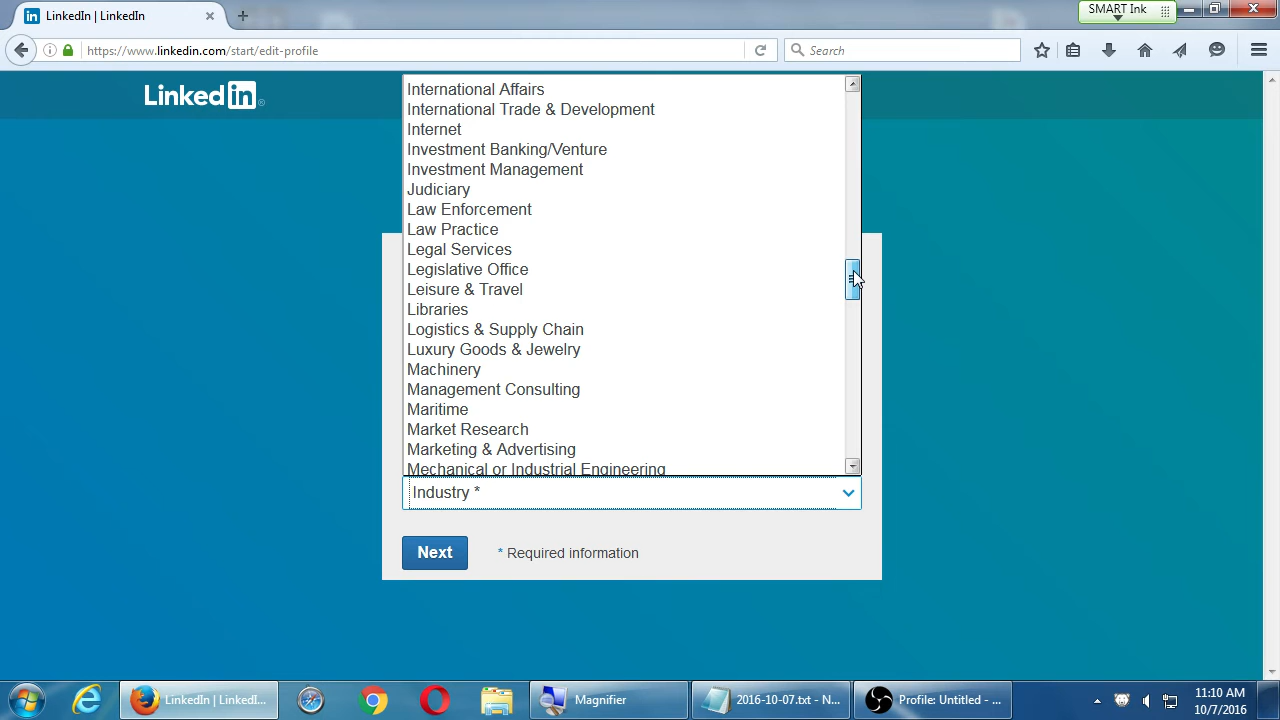 LinkedIn | LinkedIn
SMART Ink
https://www.linkedin.com/start/edit-profile
Search
Linked in
International Affairs
International Trade & Development
Internet
Investment Banking/Venture
Investment Management
Judiciary
Law Enforcement
Law Practice
Legal Services
Legislative Office
Leisure & Travel
Libraries
Logistics & Supply Chain
Luxury Goods & Jewelry
Machinery
Management Consulting
Maritime
Market Research
Marketing & Advertising
Mechanical or Industrial Engineering
Industry *
Next
* Required information
LinkedIn | LinkedI...
Magnifier
2016-10-07.txt - N...
Profile: Untitled - ...
11:10 AM
10/7/2016